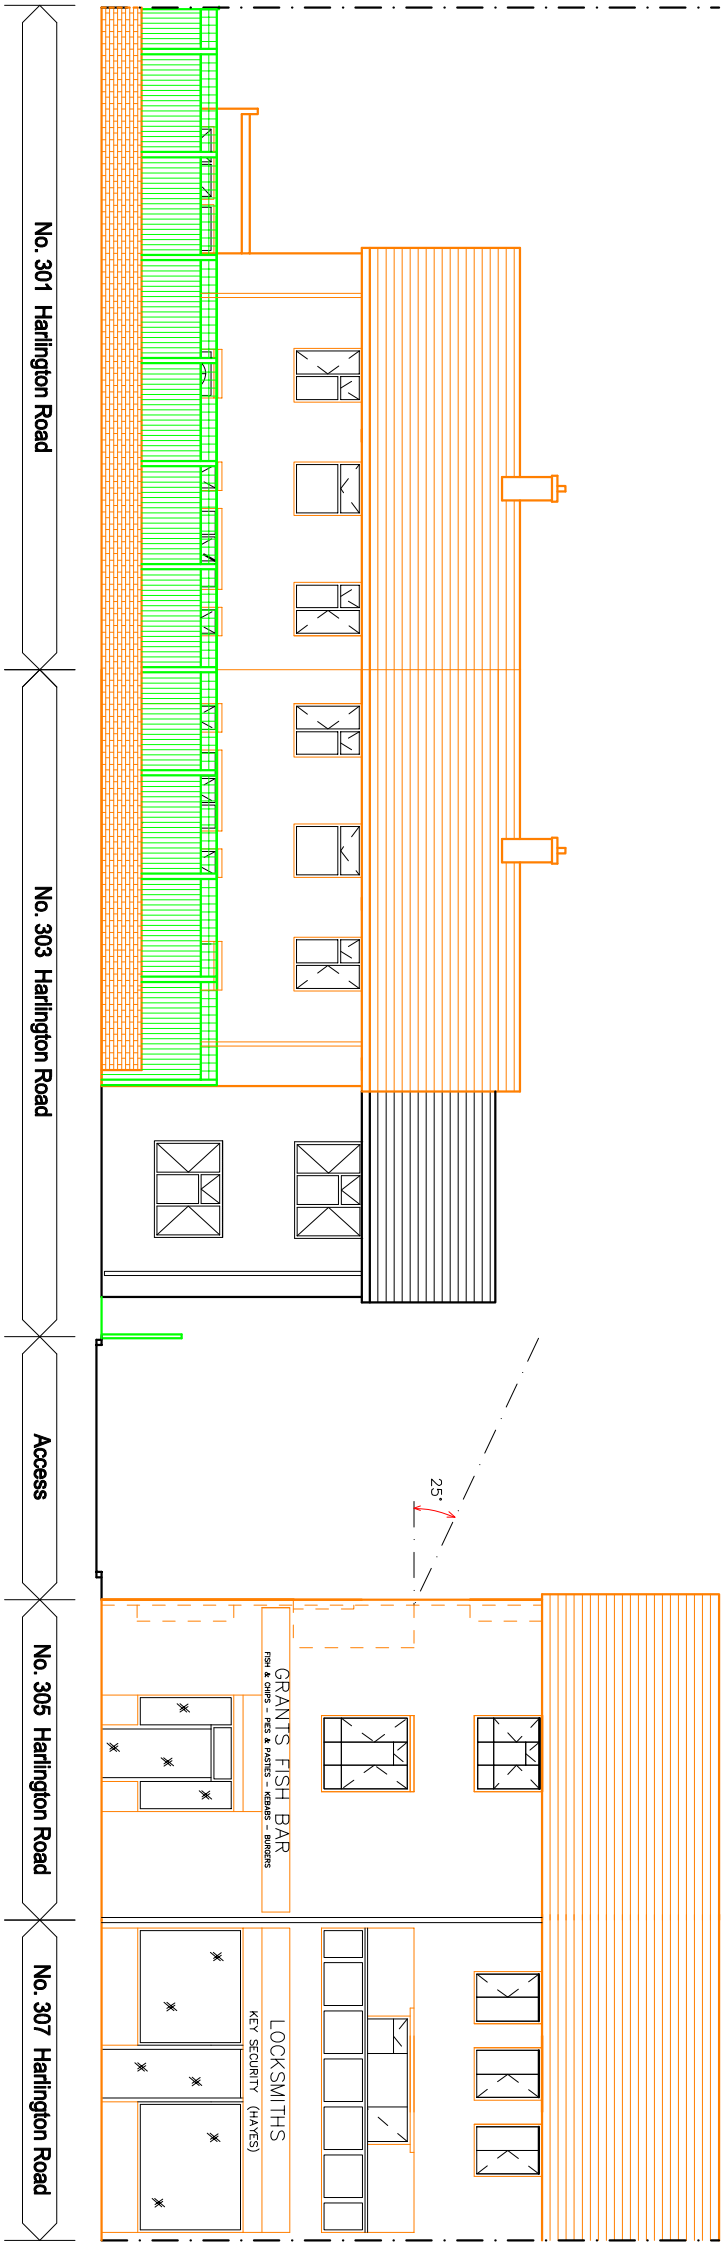 No. 301 Harlington Road
No. 303 Harlington Road
Access
No. 305 Harlington Road
No. 307 Harlington Road
25°
GRANTS FISH BAR
FISH & CHIPS - PIES & PASTIES - KEBABS - BURGERS
LOCKSMITHS
KEY SECURITY (HAYES)